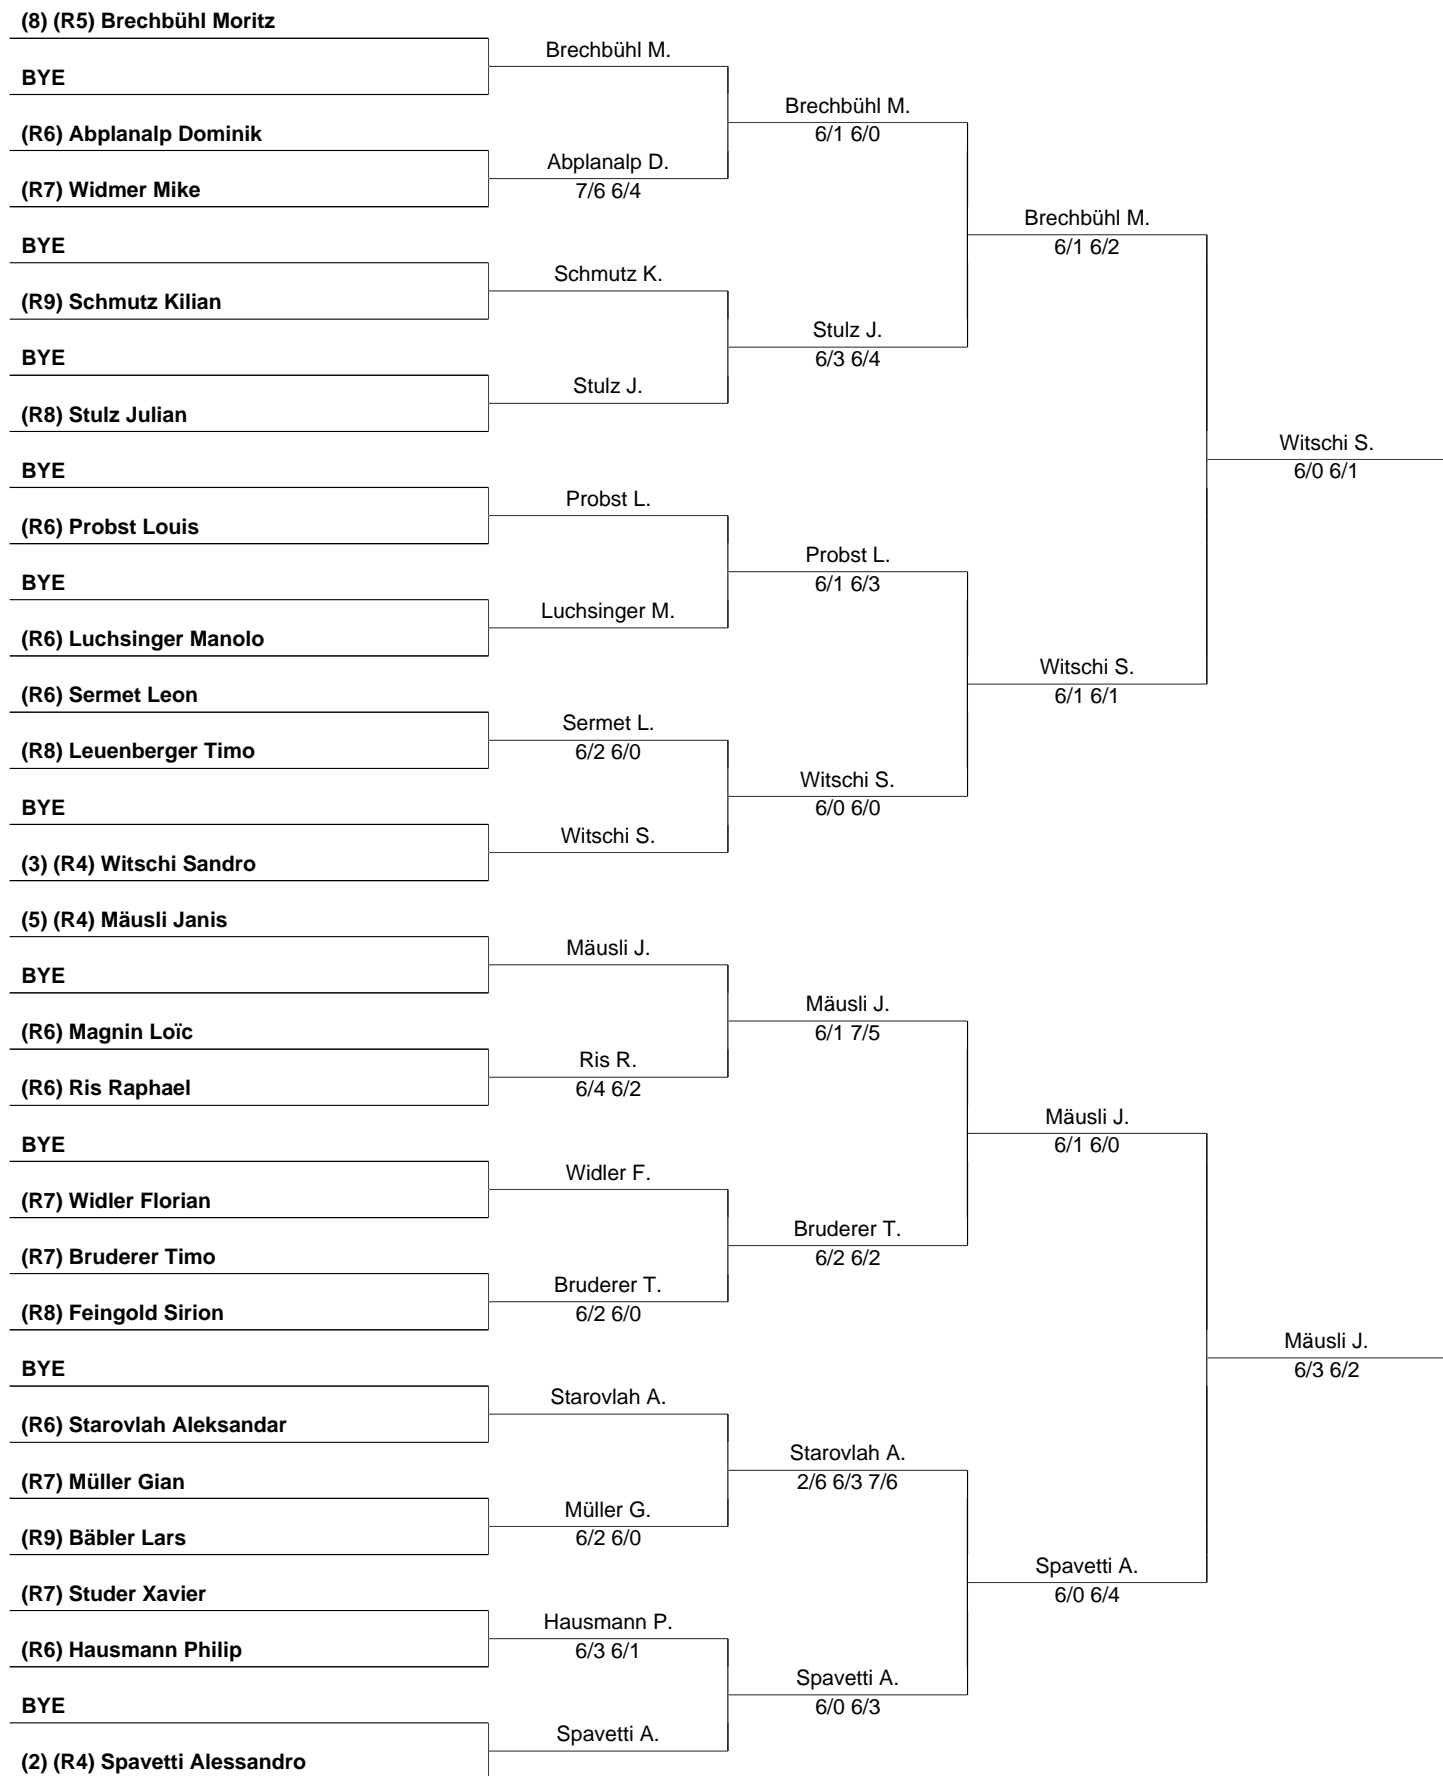 (8) (R5) Brechbühl Moritz
BYE
(R6) Abplanalp Dominik
(R7) Widmer Mike
BYE
(R9) Schmutz Kilian
BYE
(R8) Stulz Julian
BYE
(R6) Probst Louis
BYE
(R6) Luchsinger Manolo
(R6) Sermet Leon
(R8) Leuenberger Timo
BYE
(3) (R4) Witschi Sandro
(5) (R4) Mäusli Janis
BYE
(R6) Magnin Loïc
(R6) Ris Raphael
BYE
(R7) Widler Florian
(R7) Bruderer Timo
(R8) Feingold Sirion
BYE
(R6) Starovlah Aleksandar
(R7) Müller Gian
(R9) Bäbler Lars
(R7) Studer Xavier
(R6) Hausmann Philip
BYE
(2) (R4) Spavetti Alessandro
Brechbühl M.
Abplanalp D.
7/6 6/4
Schmutz K.
Stulz J.
Probst L.
Luchsinger M.
Sermet L.
6/2 6/0
Witschi S.
Mäusli J.
Ris R.
6/4 6/2
Widler F.
Bruderer T.
6/2 6/0
Starovlah A.
Müller G.
6/2 6/0
Hausmann P.
6/3 6/1
Spavetti A.
Brechbühl M.
6/1 6/0
Stulz J.
6/3 6/4
Probst L.
6/1 6/3
Witschi S.
6/0 6/0
Mäusli J.
6/1 7/5
Bruderer T.
6/2 6/2
Starovlah A.
2/6 6/3 7/6
Spavetti A.
6/0 6/3
Brechbühl M.
6/1 6/2
Witschi S.
6/1 6/1
Mäusli J.
6/1 6/0
Spavetti A.
6/0 6/4
Witschi S.
6/0 6/1
Mäusli J.
6/3 6/2